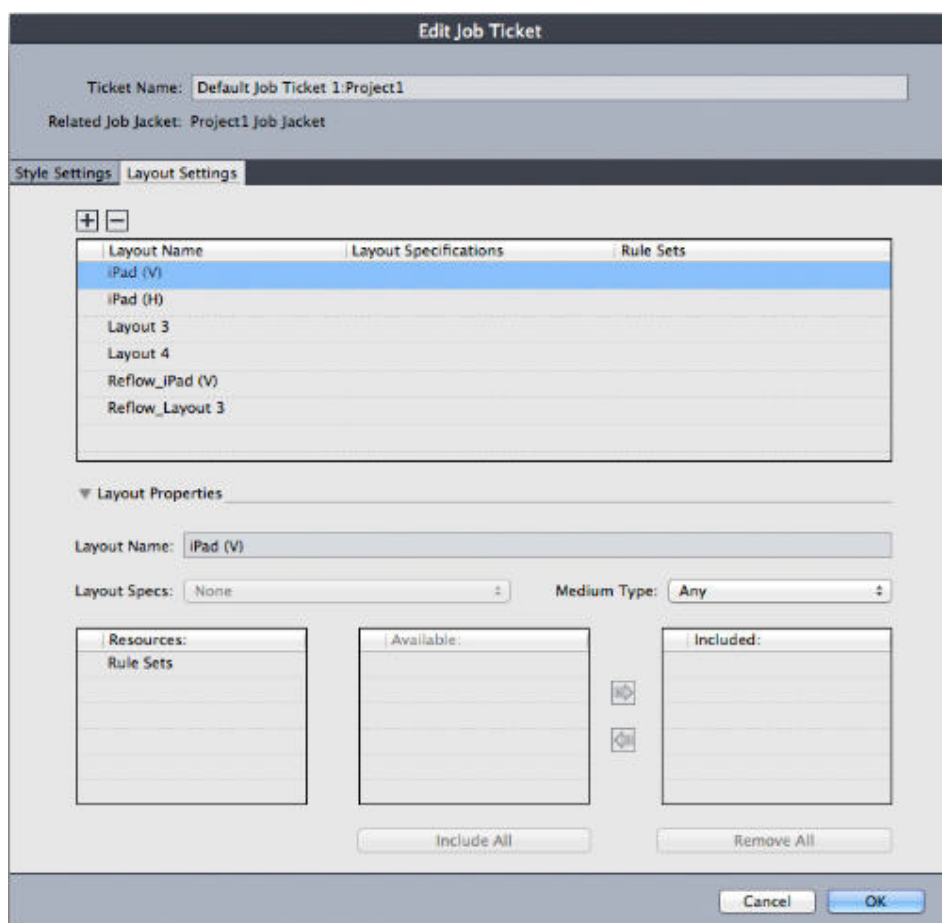 Edit Job Ticket
Ticket Name: Default Job Ticket 1:Project1
Related Job Jacket: Project1 Job Jacket
Style Settings Layout Settings
Layout Name Layout Specifications Rule Sets
iPad (V)
iPad (H)
Layout 3
Layout 4
Reflow_iPad (V)
Reflow_Layout 3
Layout Properties
Layout Name: iPad (V)
Layout Specs: None Medium Type: Any
Resources: Available: Included:
Rule Sets
Include All Remove All
Cancel OK